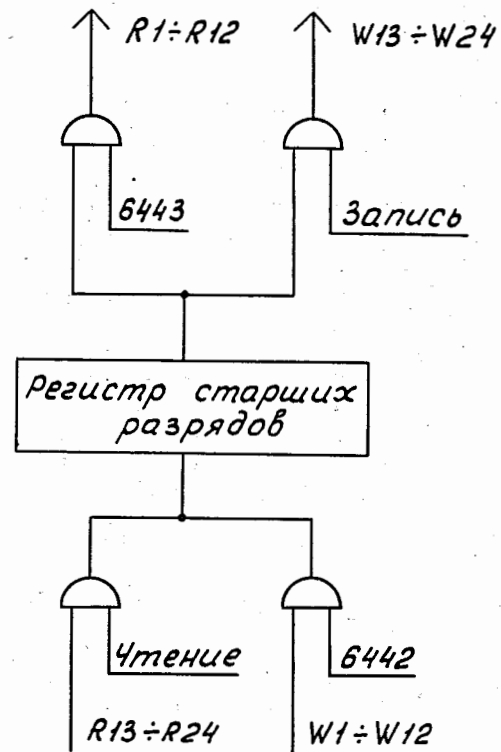 R1÷R12
W13÷W24
6443
Запись
Регистр старших
разрядов
Чтение
6442
R13÷R24
W1÷W12